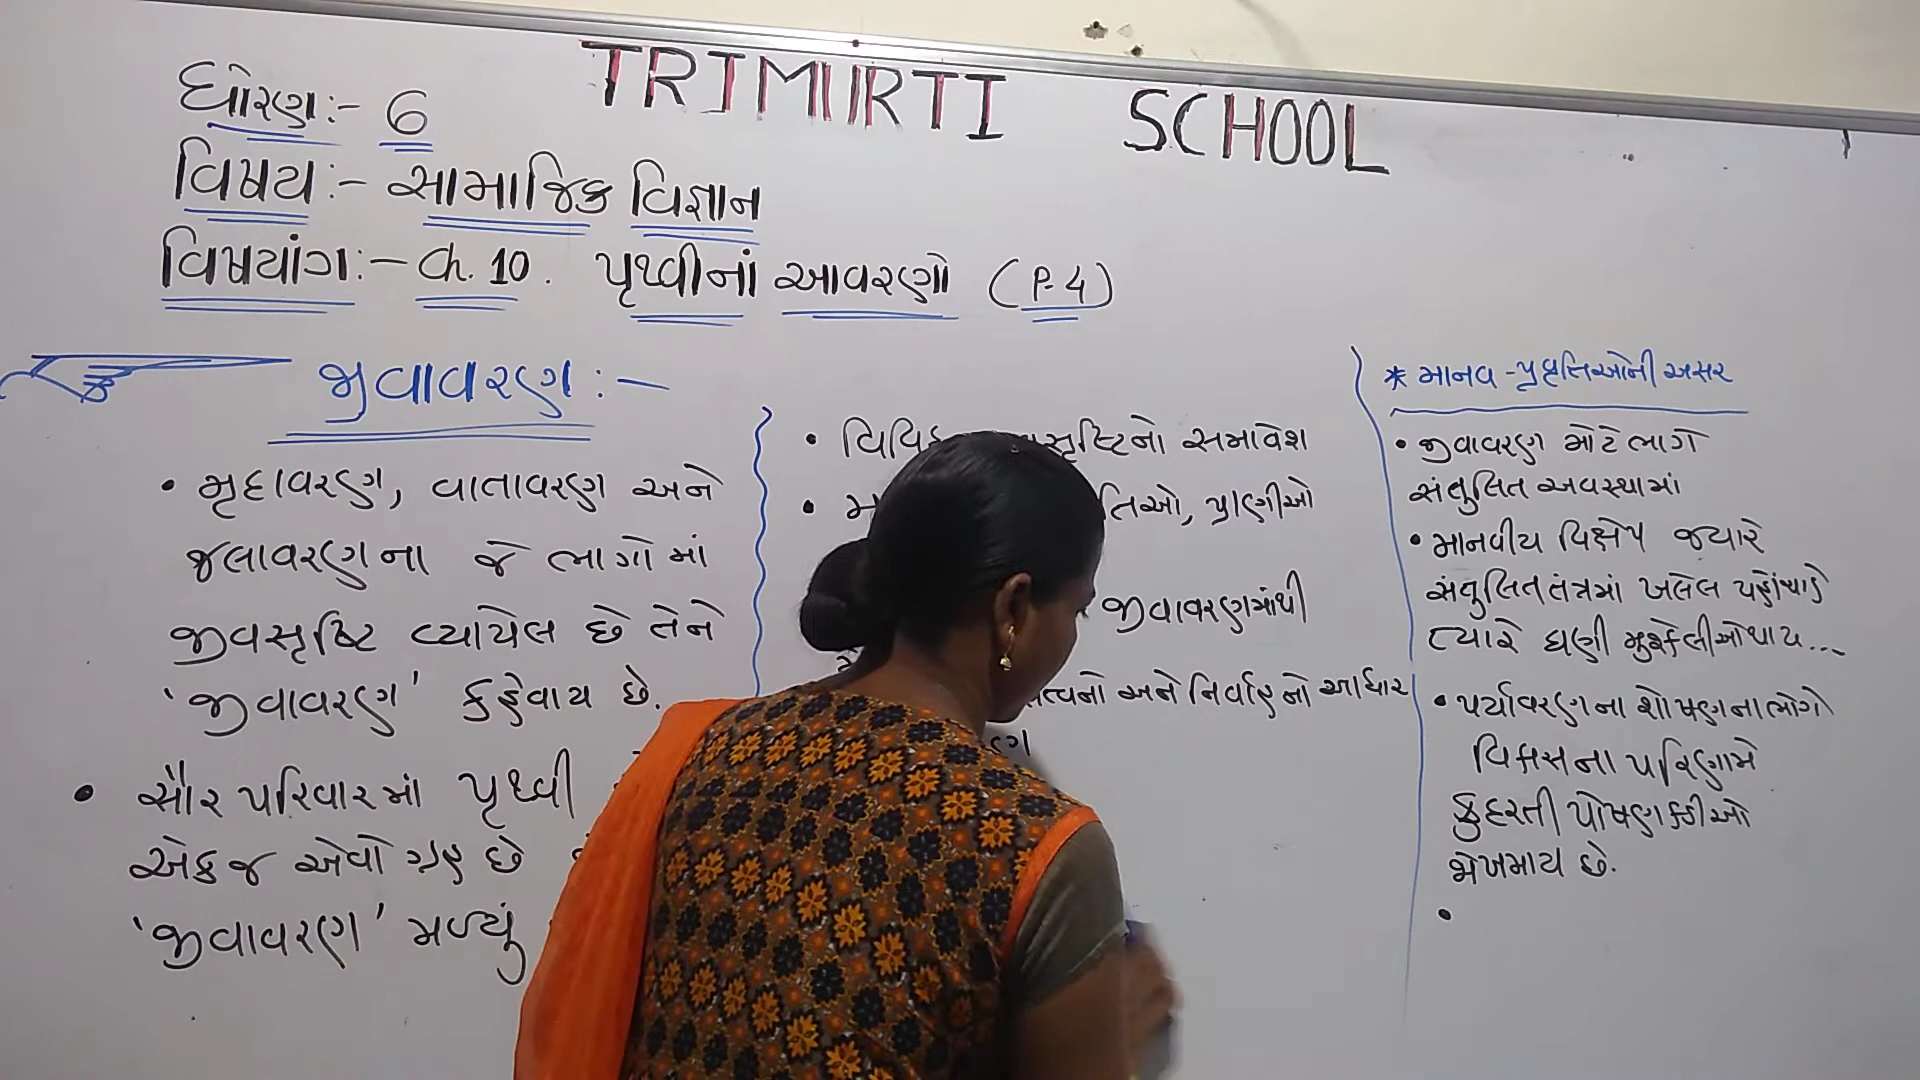 TRIMURTI SCHOOL
ધોરણ:- 6
વિષય:- સામાજિક વિજ્ઞાન
વિષયાંગ:- Ch. 10. પૃથ્વીનાં આવરણો (P-4)
જીવાવરણ:-
• મૃદાવરણ, વાતાવરણ અને
જલાવરણના જે ભાગોમાં
જીવસૃષ્ટિ વ્યાપેલ છે તેને
'જીવાવરણ' કહેવાય છે.
• સૌર પરિવારમાં પૃથ્વી
એક જ એવો ગ્રહ છે
'જીવાવરણ' મળ્યું
• સમાવેશ
• પ્રાણીઓ
જીવાવરણમાંથી
અને નિર્વાહનો આધાર
* માનવ-પ્રવૃત્તિઓની અસર
• જીવાવરણ મોટે ભાગે
સંતુલિત અવસ્થામાં
• માનવીય વિક્ષેપ જ્યારે
સંતુલિત તંત્રમાં ખલેલ પહોંચાડે
ત્યારે ઘણી મુશ્કેલીઓ થાય...
• પર્યાવરણના શોષણના ભોગે
વિકાસના પરિણામે
કુદરતી પોષણકડીઓ
જોખમાય છે.
•